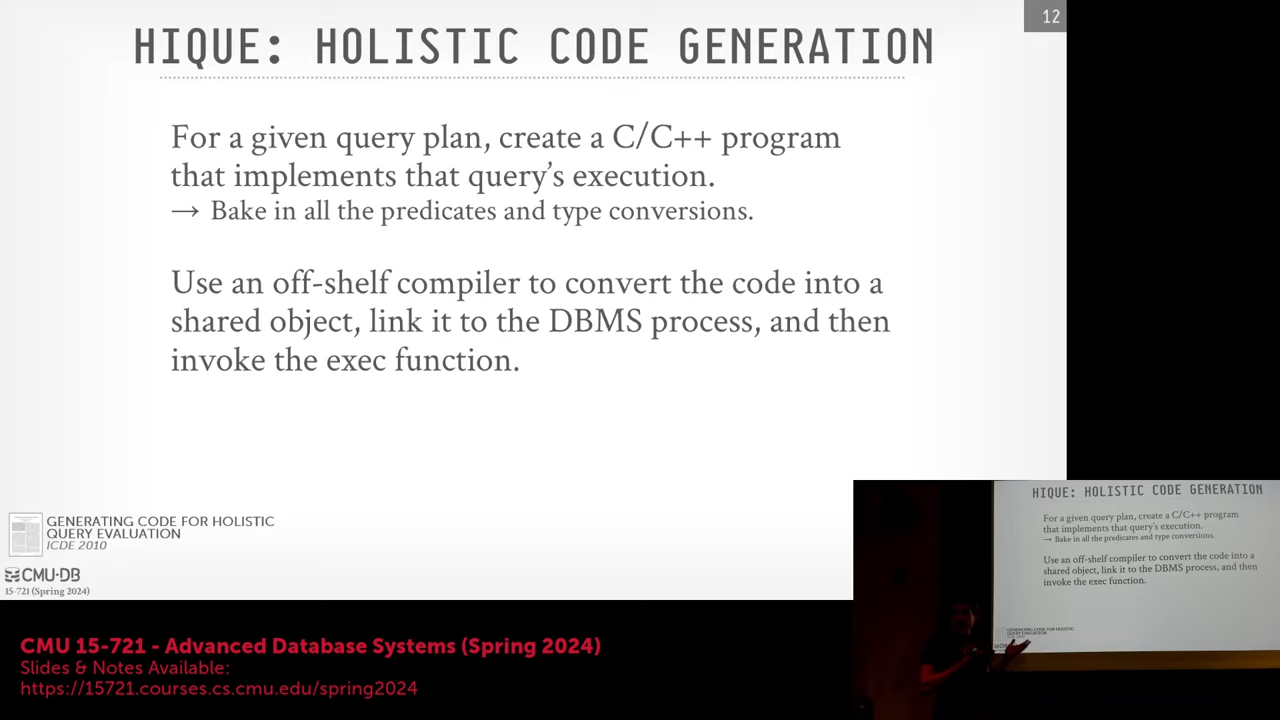 12
HIQUE: HOLISTIC CODE GENERATION
For a given query plan, create a C/C++ program
that implements that query's execution.
→ Bake in all the predicates and type conversions.
Use an off-shelf compiler to convert the code into a
shared object, link it to the DBMS process, and then
invoke the exec function.
GENERATING CODE FOR HOLISTIC
QUERY EVALUATION
ICDE 2010
CMU·DB
15-721 (Spring 2024)
CMU 15-721 - Advanced Database Systems (Spring 2024)
Slides & Notes Available:
https://15721.courses.cs.cmu.edu/spring2024
HIQUE: HOLISTIC CODE GENERATION
For a given query plan, create a C/C++ program
that implements that query's execution.
→ Bake in all the predicates and type conversions.
Use an off-shelf compiler to convert the code into a
shared object, link it to the DBMS process, and then
invoke the exec function.
GENERATING CODE FOR HOLISTIC
QUERY EVALUATION